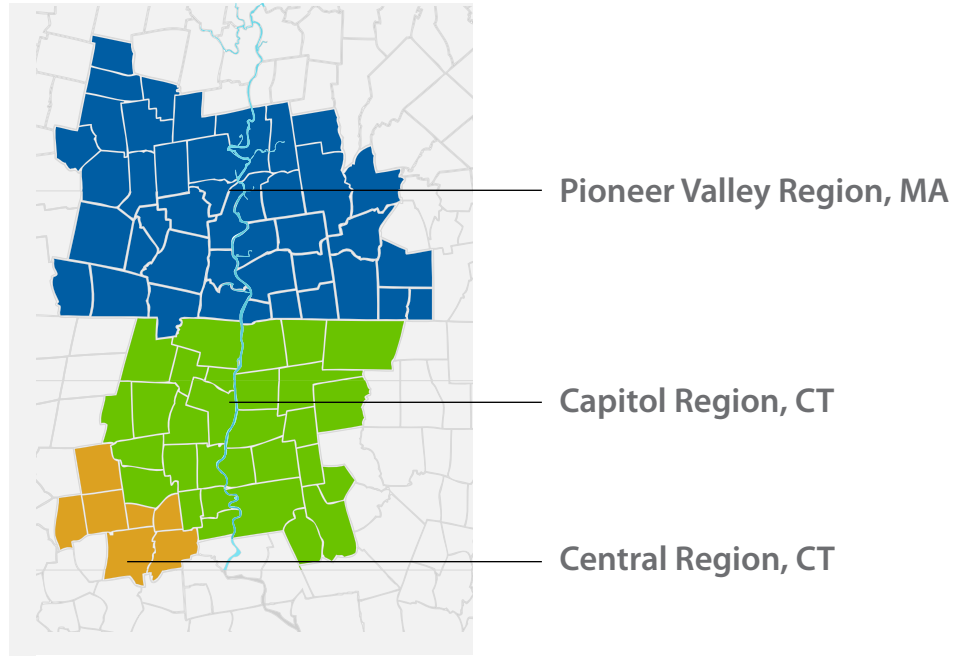 Pioneer Valley Region, MA
Capitol Region, CT
Central Region, CT